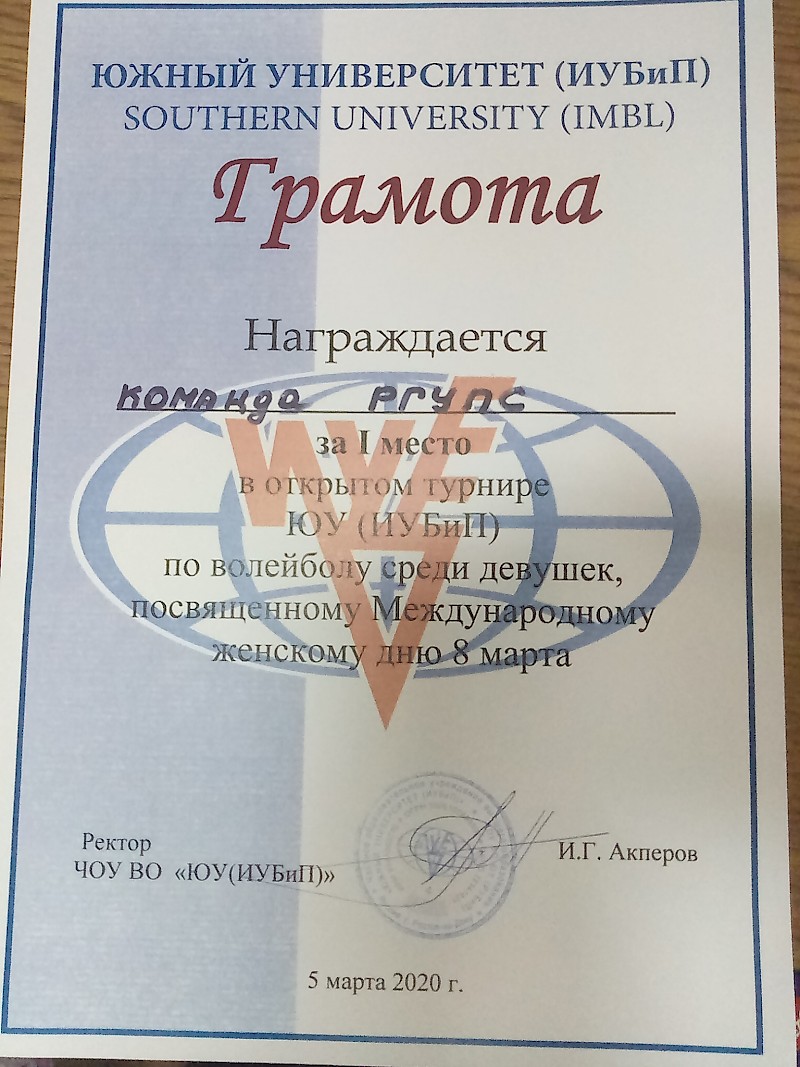 ЮЖНЫЙ УНИВЕРСИТЕТ (ИУБиП)
SOUTHERN UNIVERSITY (IMBL)
Грамота
Награждается
команда РГУПС
за I место
в открытом турнире
ЮУ (ИУБиП)
по волейболу среди девушек,
посвященному Международному
женскому дню 8 марта
Ректор
ЧОУ ВО «ЮУ(ИУБиП)»
И.Г. Акперов
5 марта 2020 г.